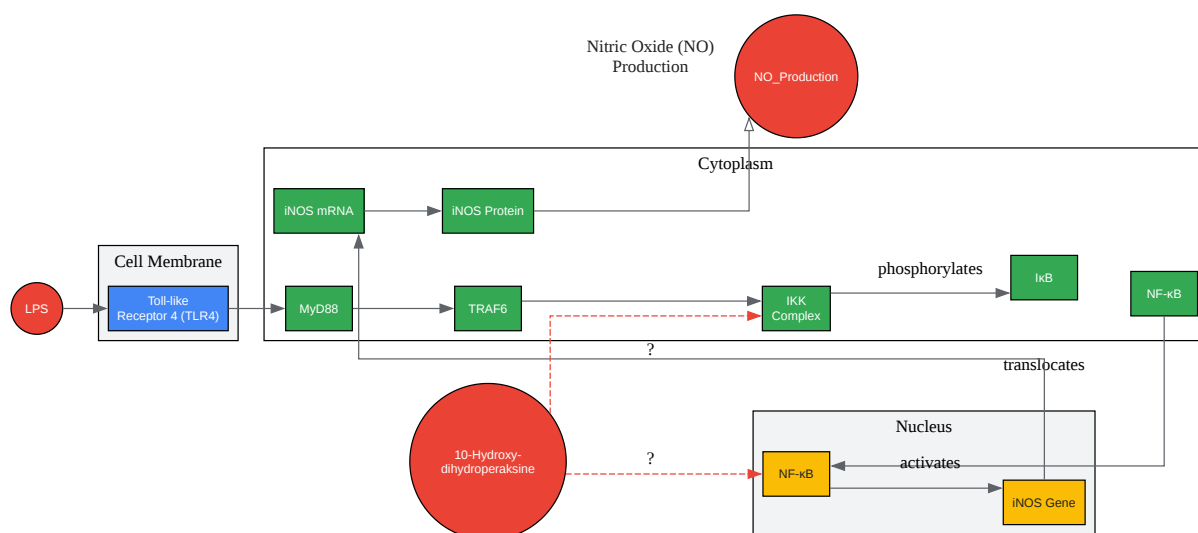 Nitric Oxide (NO)
Production
NO_Production
Cytoplasm
iNOS mRNA
iNOS Protein
Cell Membrane
LPS
Toll-like
Receptor 4 (TLR4)
MyD88
TRAF6
IKK
Complex
phosphorylates
IκB
NF-κB
?
translocates
10-Hydroxy-
dihydroperaksine
?
Nucleus
NF-κB
activates
iNOS Gene